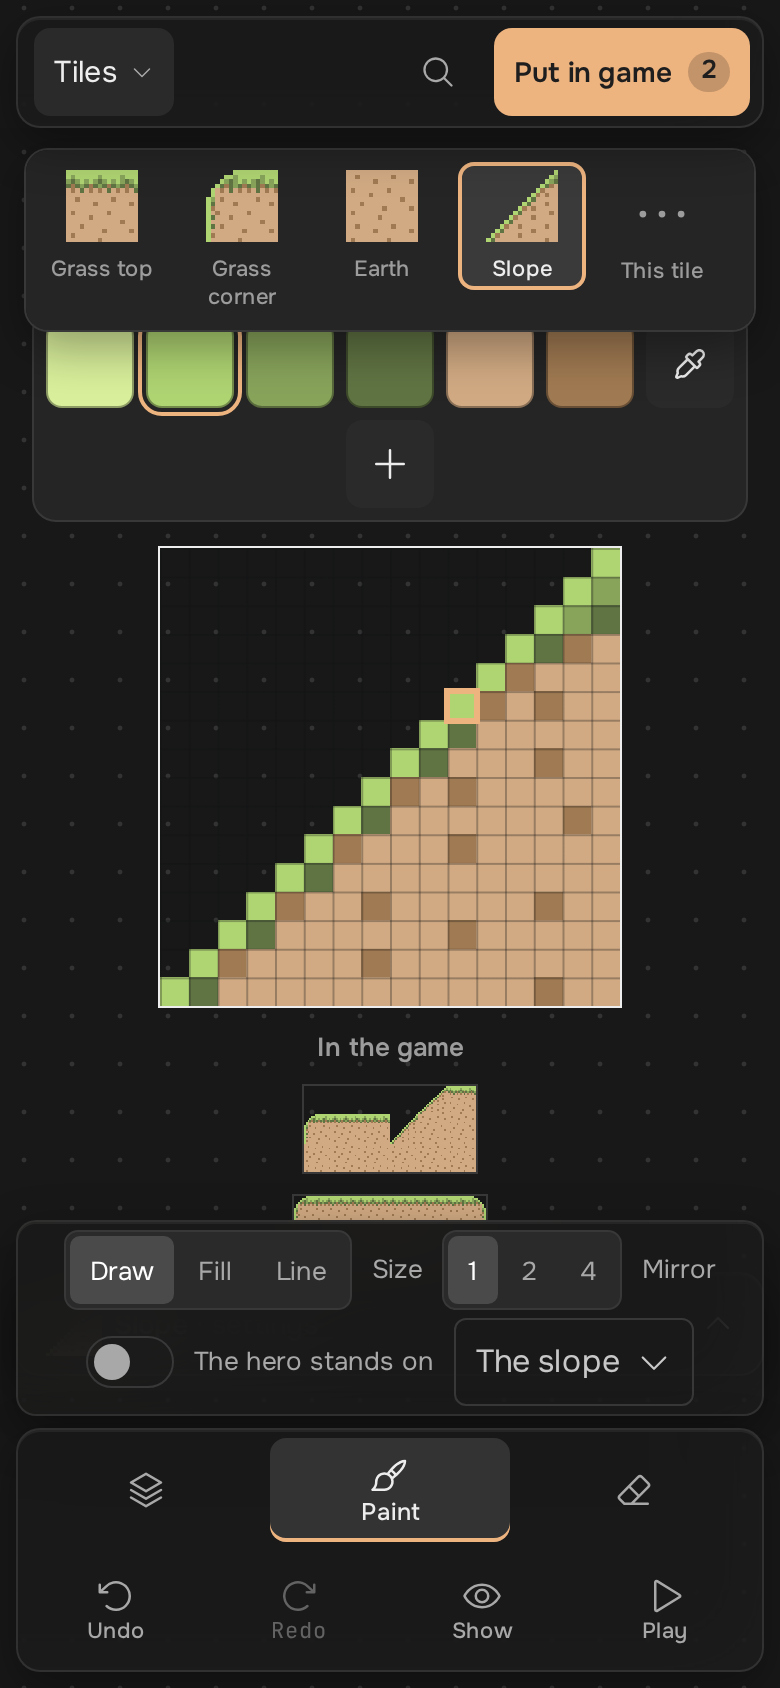 Tiles
Put in game 2
Grass top
Grass
corner
Earth
Slope
This tile
In the game
Draw
Fill
Line
Size
1
2
4
Mirror
The hero stands on
The slope
Paint
Undo
Redo
Show
Play